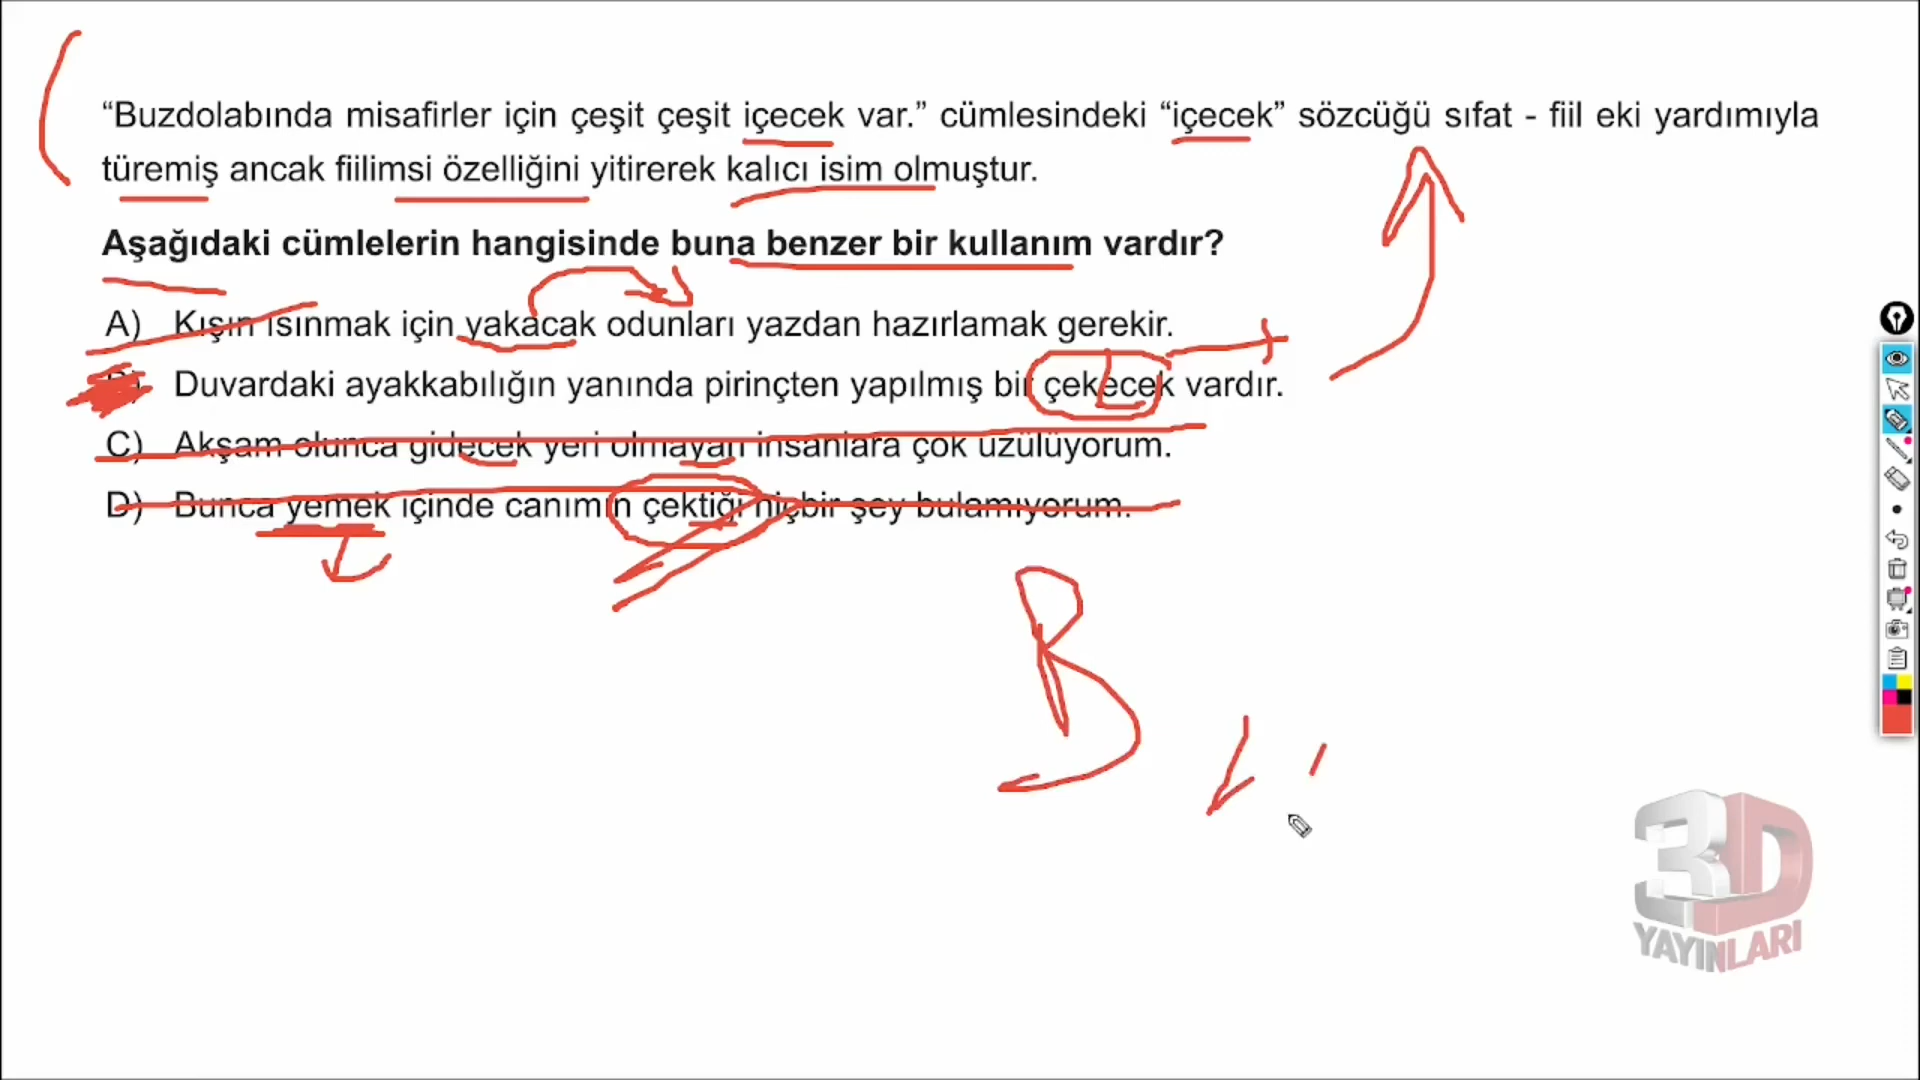 “Buzdolabında misafirler için çeşit çeşit içecek var.” cümlesindeki “içecek” sözcüğü sıfat - fiil eki yardımıyla
türemiş ancak fiilimsi özelliğini yitirerek kalıcı isim olmuştur.
Aşağıdaki cümlelerin hangisinde buna benzer bir kullanım vardır?
A) Kışın ısınmak için yakacak odunları yazdan hazırlamak gerekir.
B) Duvardaki ayakkabılığın yanında pirinçten yapılmış bir çekecek vardır.
C) Akşam olunca gidecek yeri olmayan insanlara çok üzülüyorum.
D) Bunca yemek içinde canımın çektiği hiçbir şey bulamıyorum.
B
3D
YAYINLARI